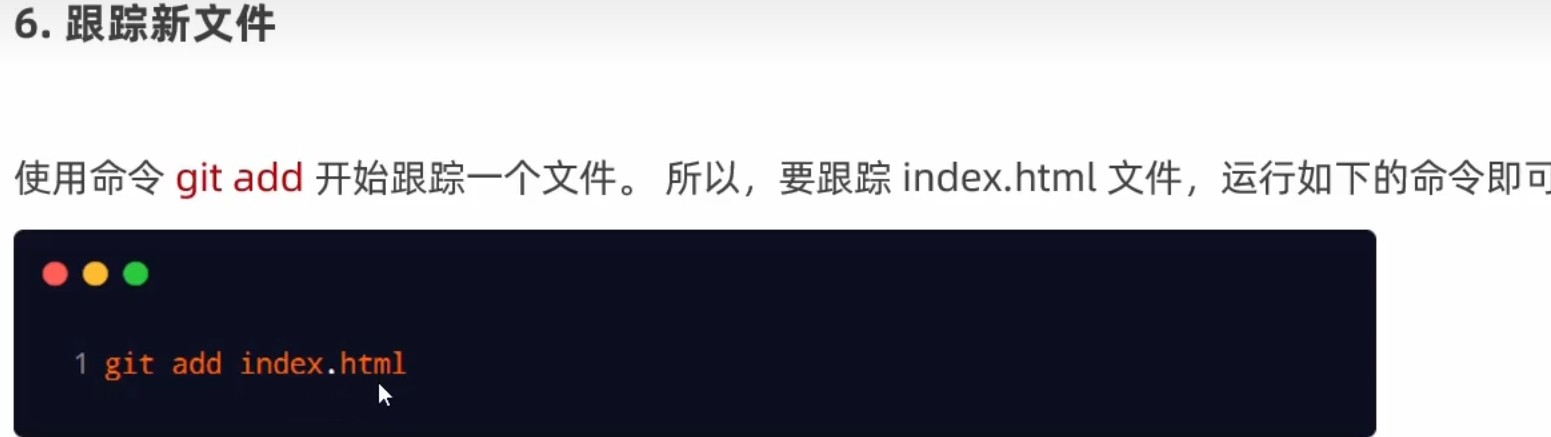 6. 跟踪新文件
使用命令 git add 开始跟踪一个文件。 所以，要跟踪 index.html 文件，运行如下的命令即可
1 git add index.html